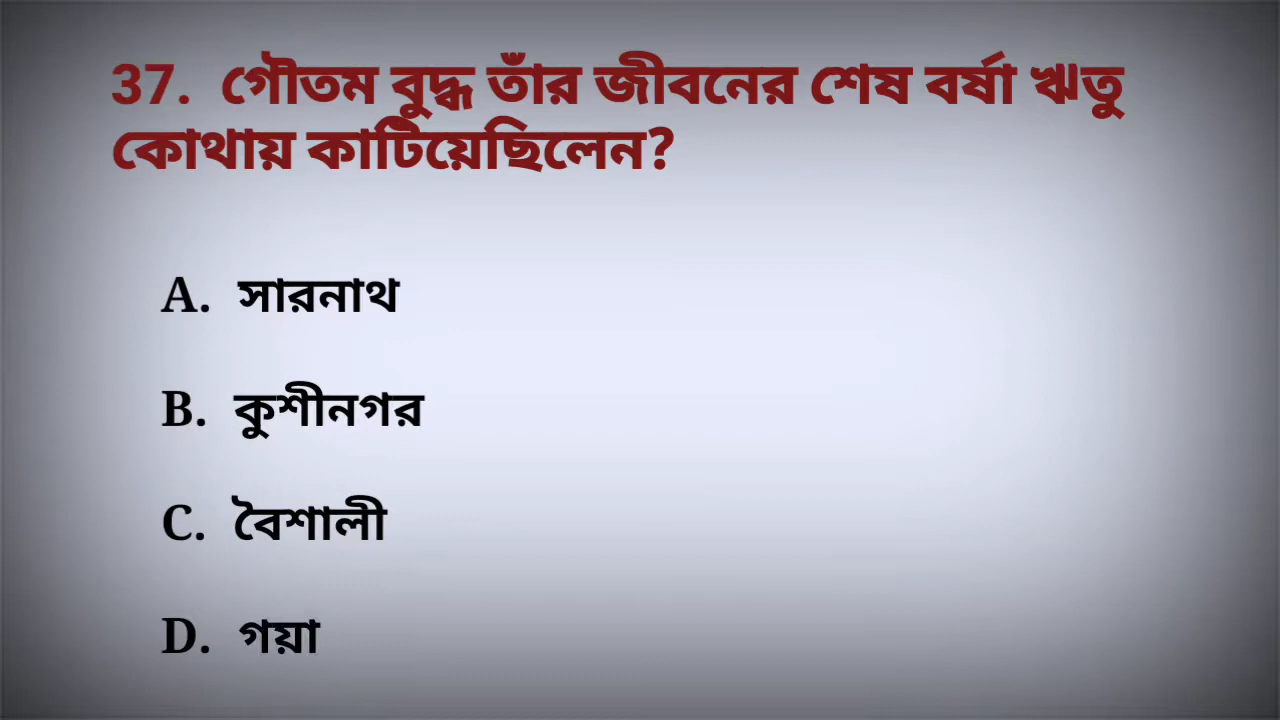 37. গৌতম বুদ্ধ তাঁর জীবনের শেষ বর্ষা ঋতু
কোথায় কাটিয়েছিলেন?
A. সারনাথ
B. কুশীনগর
C. বৈশালী
D. গয়া